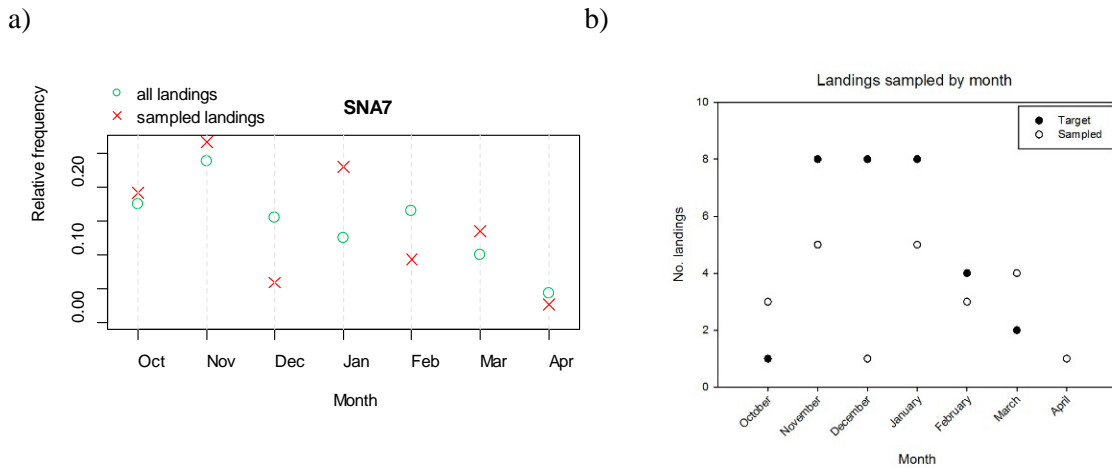 a)
all landings
sampled landings
SNA7
Relative frequency
0.20
0.10
0.00
Oct Nov Dec Jan Feb Mar Apr
Month
b)
Landings sampled by month
10
8
6
4
2
0
Target
Sampled
No. landings
October November December January February March April
Month